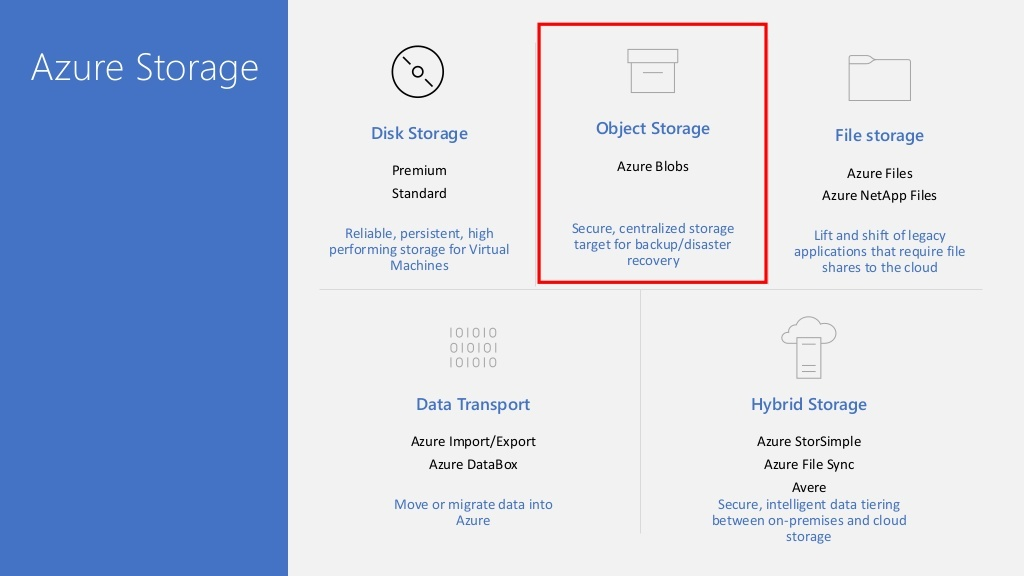 Azure Storage
Disk Storage
Premium
Standard
Reliable, persistent, high
performing storage for Virtual
Machines
Object Storage
Azure Blobs
Secure, centralized storage
target for backup/disaster
recovery
File storage
Azure Files
Azure NetApp Files
Lift and shift of legacy
applications that require file
shares to the cloud
010101
010101
101010
Data Transport
Azure Import/Export
Azure DataBox
Move or migrate data into
Azure
Hybrid Storage
Azure StorSimple
Azure File Sync
Avere
Secure, intelligent data tiering
between on-premises and cloud
storage